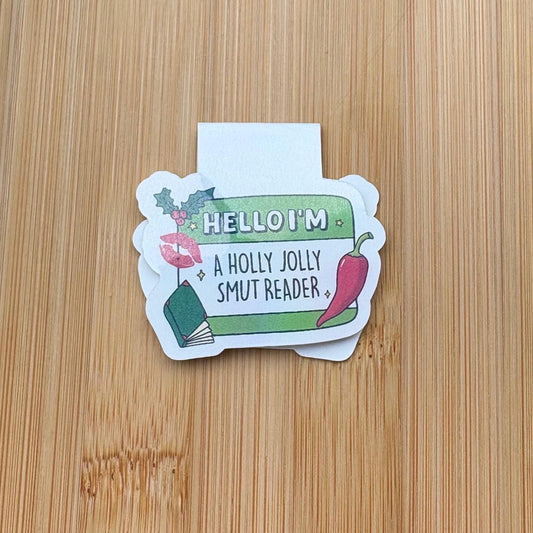 HELLO I'M
A HOLLY JOLLY
SMUT READER